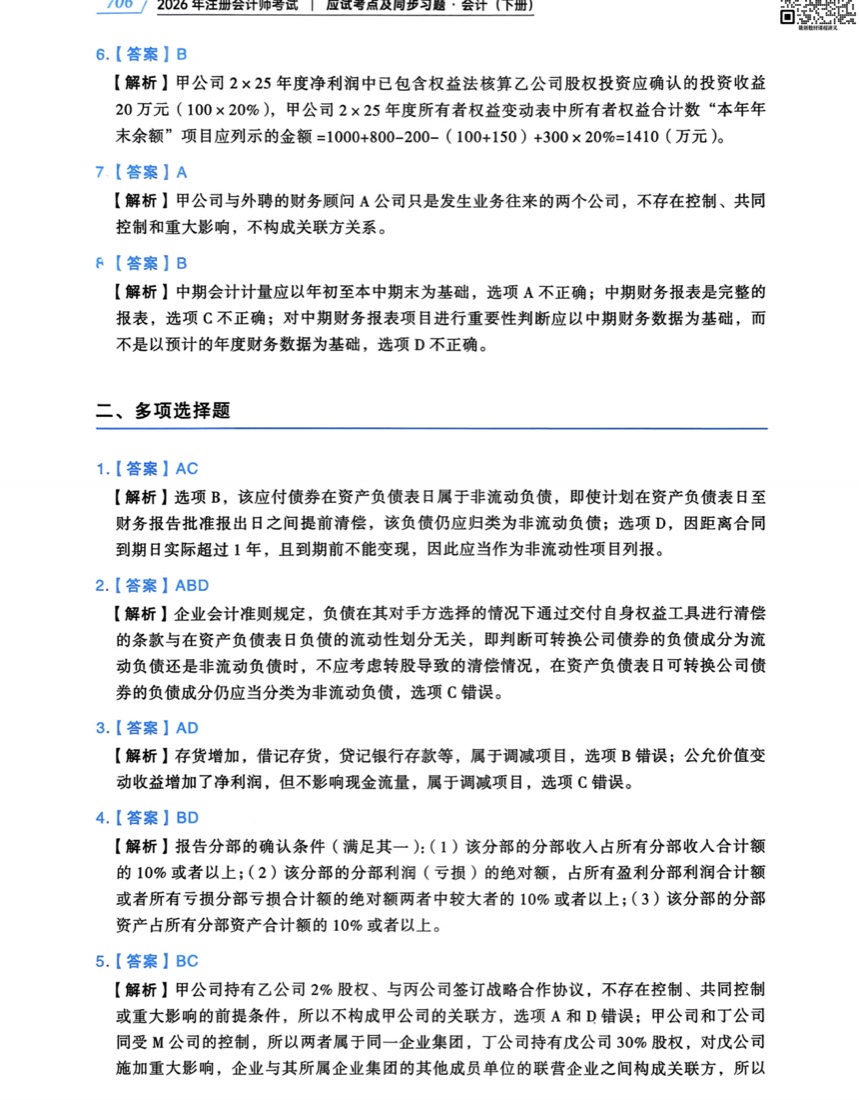 706 2026年注册会计师考试 | 应试考点及同步习题·会计（下册）
6.【答案】B
【解析】甲公司 2×25 年度净利润中已包含权益法核算乙公司股权投资应确认的投资收益
20 万元（100×20%），甲公司 2×25 年度所有者权益变动表中所有者权益合计数“本年年
末余额”项目应列示的金额 =1000+800-200-（100+150）+300×20%=1410（万元）。
7.【答案】A
【解析】甲公司与外聘的财务顾问 A 公司只是发生业务往来的两个公司，不存在控制、共同
控制和重大影响，不构成关联方关系。
8.【答案】B
【解析】中期会计计量应以年初至本中期末为基础，选项 A 不正确；中期财务报表是完整的
报表，选项 C 不正确；对中期财务报表项目进行重要性判断应以中期财务数据为基础，而
不是以预计的年度财务数据为基础，选项 D 不正确。
二、多项选择题
1.【答案】AC
【解析】选项 B，该应付债券在资产负债表日属于非流动负债，即使计划在资产负债表日至
财务报告批准报出日之间提前清偿，该负债仍应归类为非流动负债；选项 D，因距离合同
到期日实际超过 1 年，且到期前不能变现，因此应当作为非流动性项目列报。
2.【答案】ABD
【解析】企业会计准则规定，负债在其对手方选择的情况下通过交付自身权益工具进行清偿
的条款与在资产负债表日负债的流动性划分无关，即判断可转换公司债券的负债成分为流
动负债还是非流动负债时，不应考虑转股导致的清偿情况，在资产负债表日可转换公司债
券的负债成分仍应当分类为非流动负债，选项 C 错误。
3.【答案】AD
【解析】存货增加，借记存货，贷记银行存款等，属于调减项目，选项 B 错误；公允价值变
动收益增加了净利润，但不影响现金流量，属于调减项目，选项 C 错误。
4.【答案】BD
【解析】报告分部的确认条件（满足其一）：（1）该分部的分部收入占所有分部收入合计额
的 10% 或者以上；（2）该分部的分部利润（亏损）的绝对额，占所有盈利分部利润合计额
或者所有亏损分部亏损合计额的绝对额两者中较大者的 10% 或者以上；（3）该分部的分部
资产占所有分部资产合计额的 10% 或者以上。
5.【答案】BC
【解析】甲公司持有乙公司 2% 股权、与丙公司签订战略合作协议，不存在控制、共同控制
或重大影响的前提条件，所以不构成甲公司的关联方，选项 A 和 D 错误；甲公司和丁公司
同受 M 公司的控制，所以两者属于同一企业集团，丁公司持有戊公司 30% 股权，对戊公司
施加重大影响，企业与其所属企业集团的其他成员单位的联营企业之间构成关联方，所以